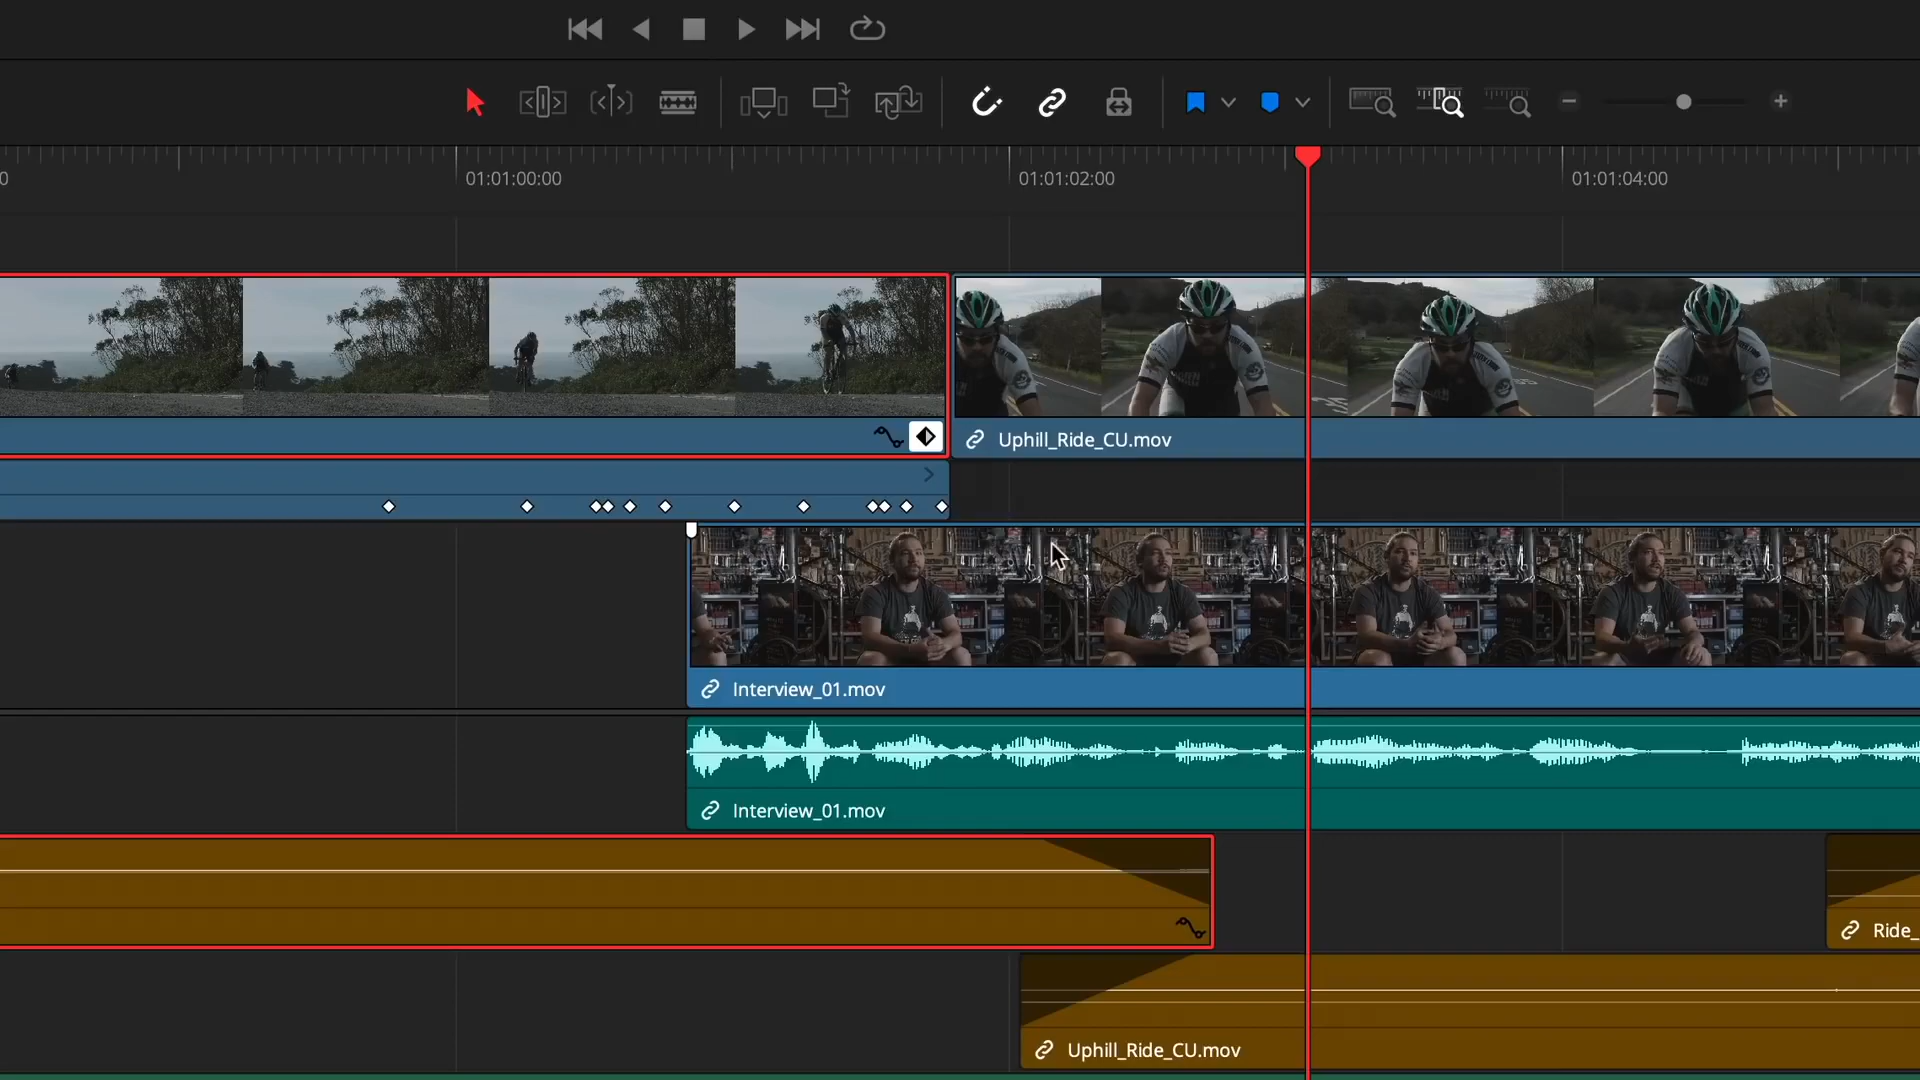 0
01:01:00:00
01:01:02:00
01:01:04:00
Uphill_Ride_CU.mov
Interview_01.mov
Interview_01.mov
Ride_
Uphill_Ride_CU.mov